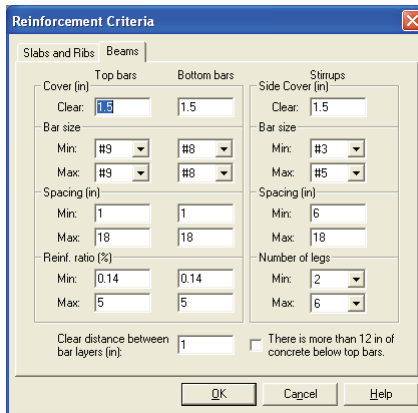 Reinforcement Criteria
Slabs and Ribs Beams
Top bars Bottom bars Stirrups
Cover (in) Side Cover (in)
Clear: 1.5 1.5 Clear: 1.5
Bar size Bar size
Min: #9 #8 Min: #3
Max: #9 #8 Max: #5
Spacing (in) Spacing (in)
Min: 1 1 Min: 6
Max: 18 18 Max: 18
Reinf. ratio (%) Number of legs
Min: 0.14 0.14 Min: 2
Max: 5 5 Max: 6
Clear distance between bar layers (in): 1
There is more than 12 in of
concrete below top bars.
OK Cancel Help